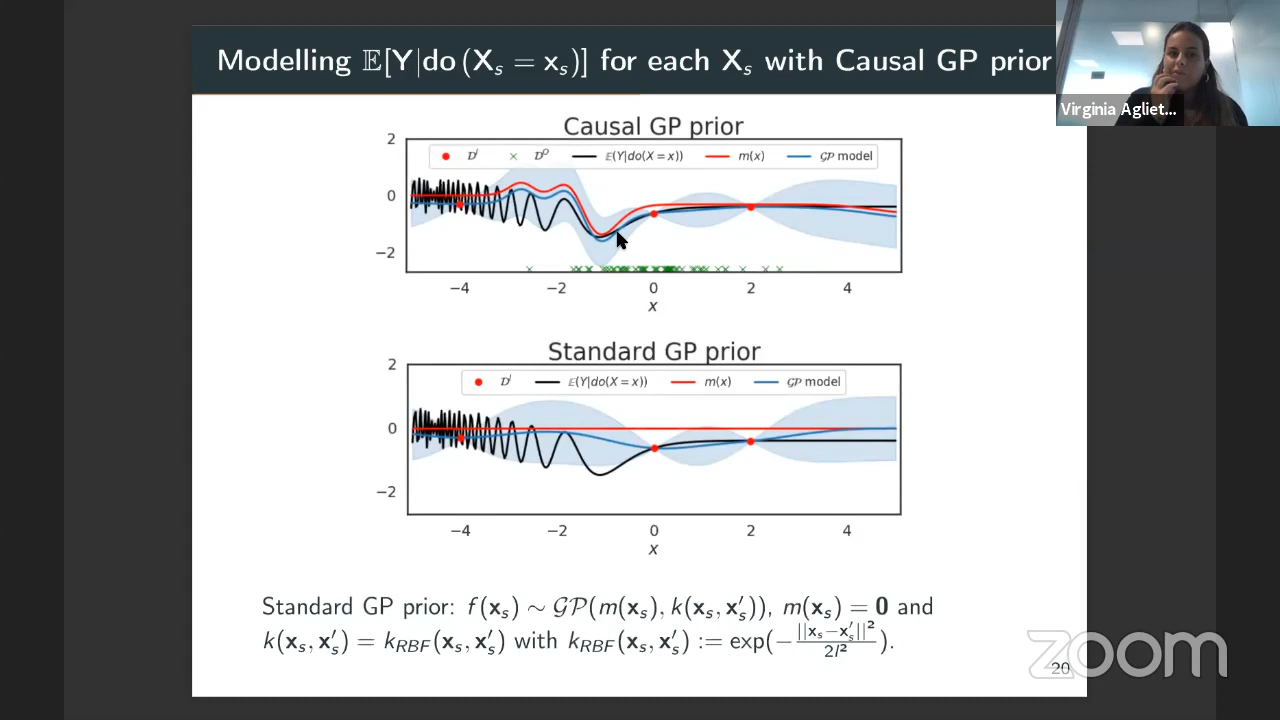 Modelling 𝔼[Y|do (Xₛ = xₛ)] for each Xₛ with Causal GP prior
Virginia Agliet...
Causal GP prior
𝒟ᴵ 𝒟ᴼ 𝔼(Y|do(X = x)) m(x) 𝒢𝒫 model
2
0
−2
−4 −2 0 2 4
x
Standard GP prior
𝒟ᴵ 𝔼(Y|do(X = x)) m(x) 𝒢𝒫 model
2
0
−2
−4 −2 0 2 4
x
Standard GP prior: f(xₛ) ∼ 𝒢𝒫(m(xₛ), k(xₛ, x′ₛ)), m(xₛ) = 0 and
k(xₛ, x′ₛ) = k_RBF(xₛ, x′ₛ) with k_RBF(xₛ, x′ₛ) := exp(−||xₛ−x′ₛ||²/2l²).
zoom
20